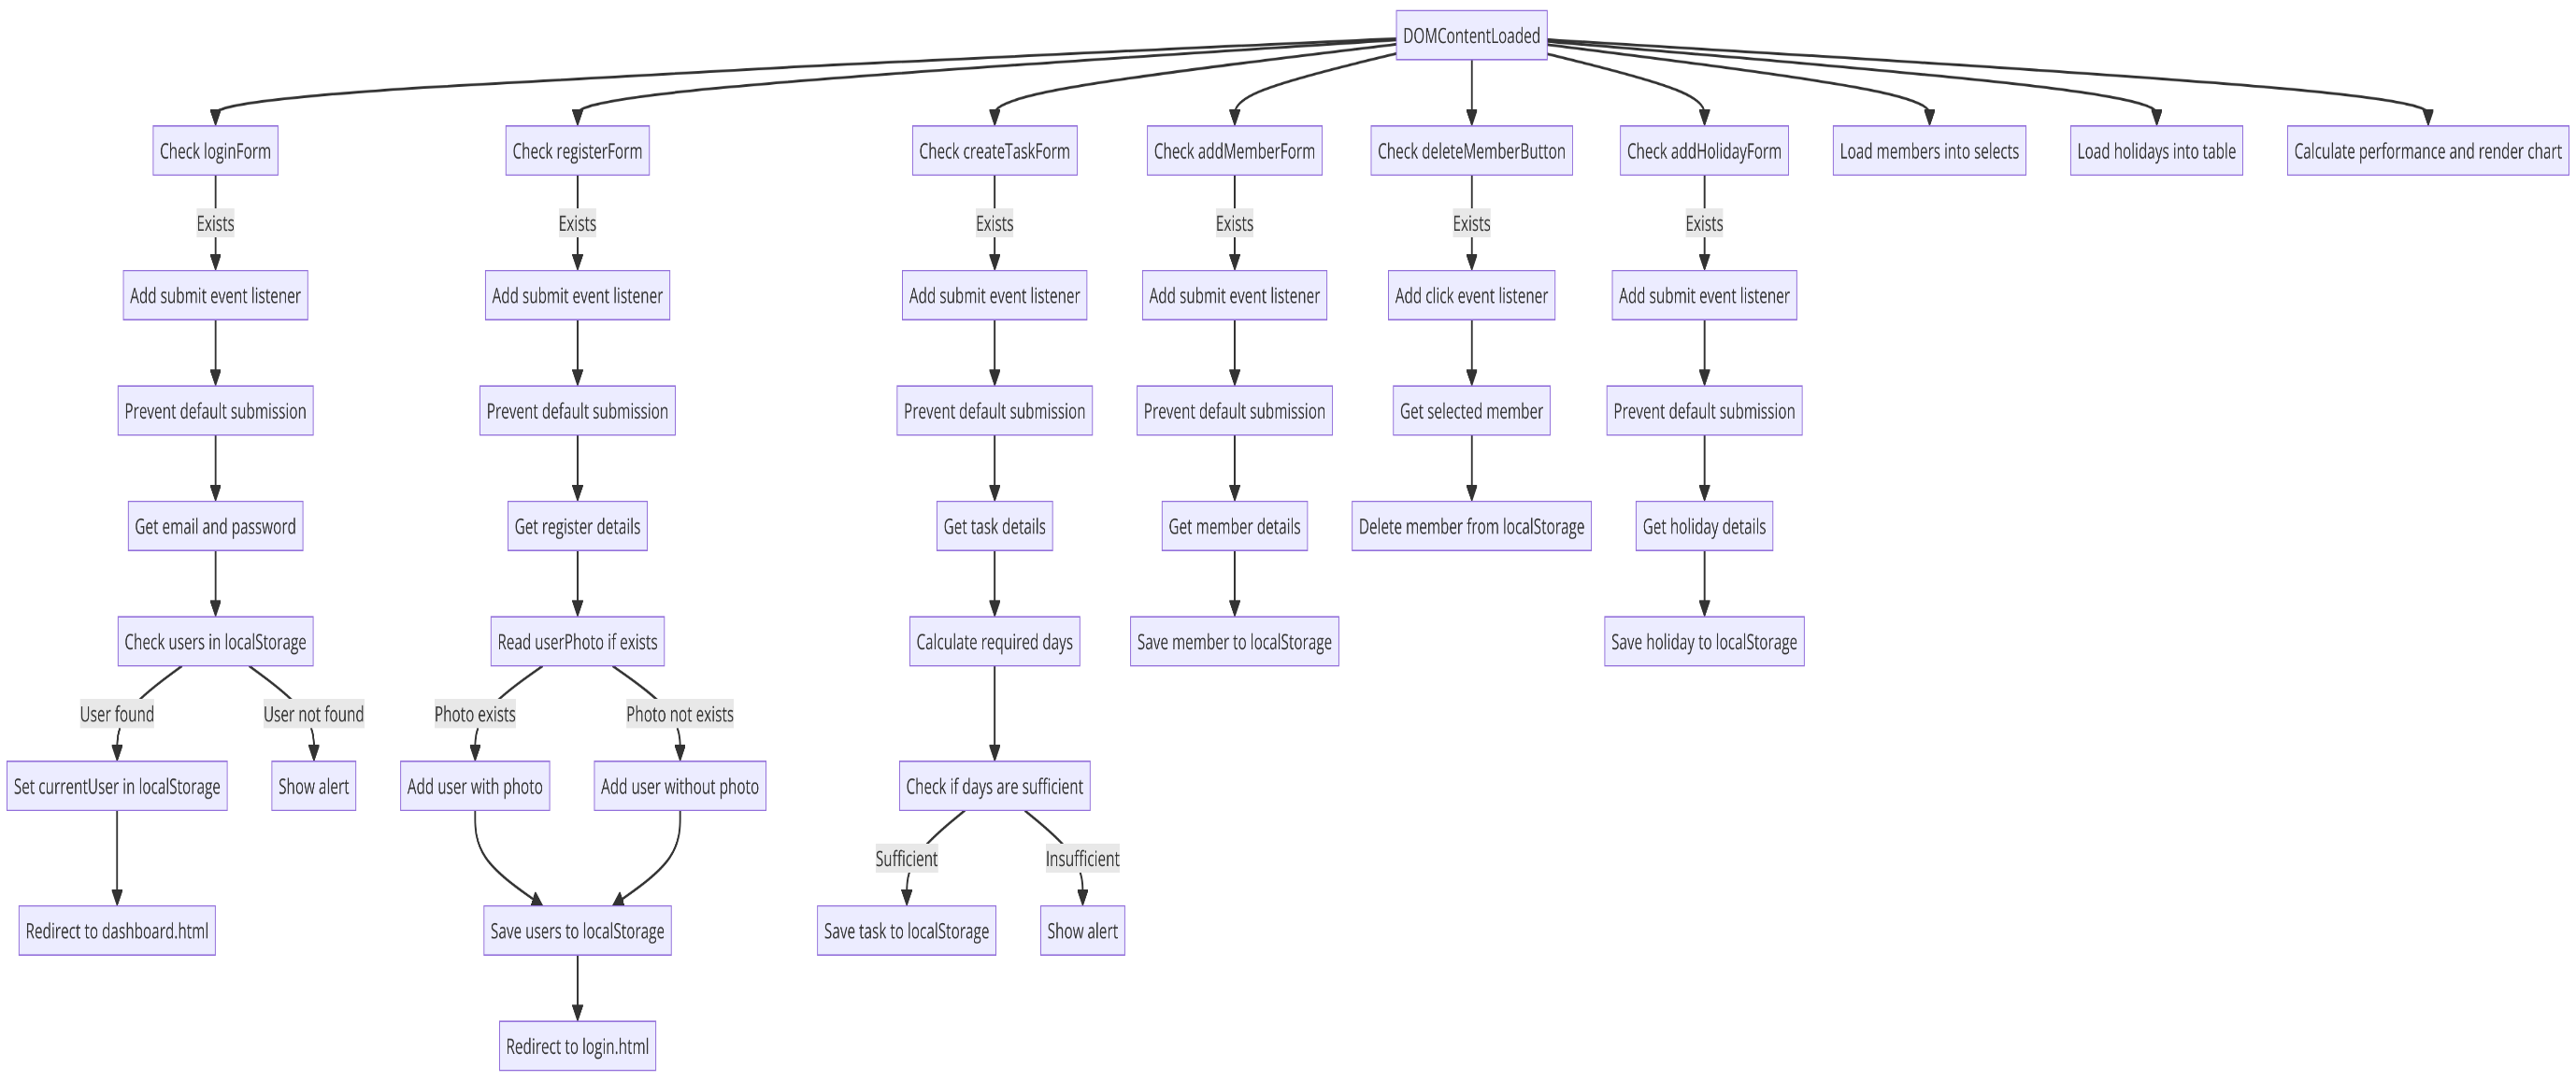 DOMContentLoaded
Check loginForm
Check registerForm
Check createTaskForm
Check addMemberForm
Check deleteMemberButton
Check addHolidayForm
Load members into selects
Load holidays into table
Calculate performance and render chart
Exists
Exists
Exists
Exists
Exists
Exists
Add submit event listener
Add submit event listener
Add submit event listener
Add submit event listener
Add click event listener
Add submit event listener
Prevent default submission
Prevent default submission
Prevent default submission
Prevent default submission
Get selected member
Prevent default submission
Get email and password
Get register details
Get task details
Get member details
Delete member from localStorage
Get holiday details
Check users in localStorage
Read userPhoto if exists
Calculate required days
Save member to localStorage
Save holiday to localStorage
User found
User not found
Photo exists
Photo not exists
Set currentUser in localStorage
Show alert
Add user with photo
Add user without photo
Check if days are sufficient
Sufficient
Insufficient
Redirect to dashboard.html
Save users to localStorage
Save task to localStorage
Show alert
Redirect to login.html